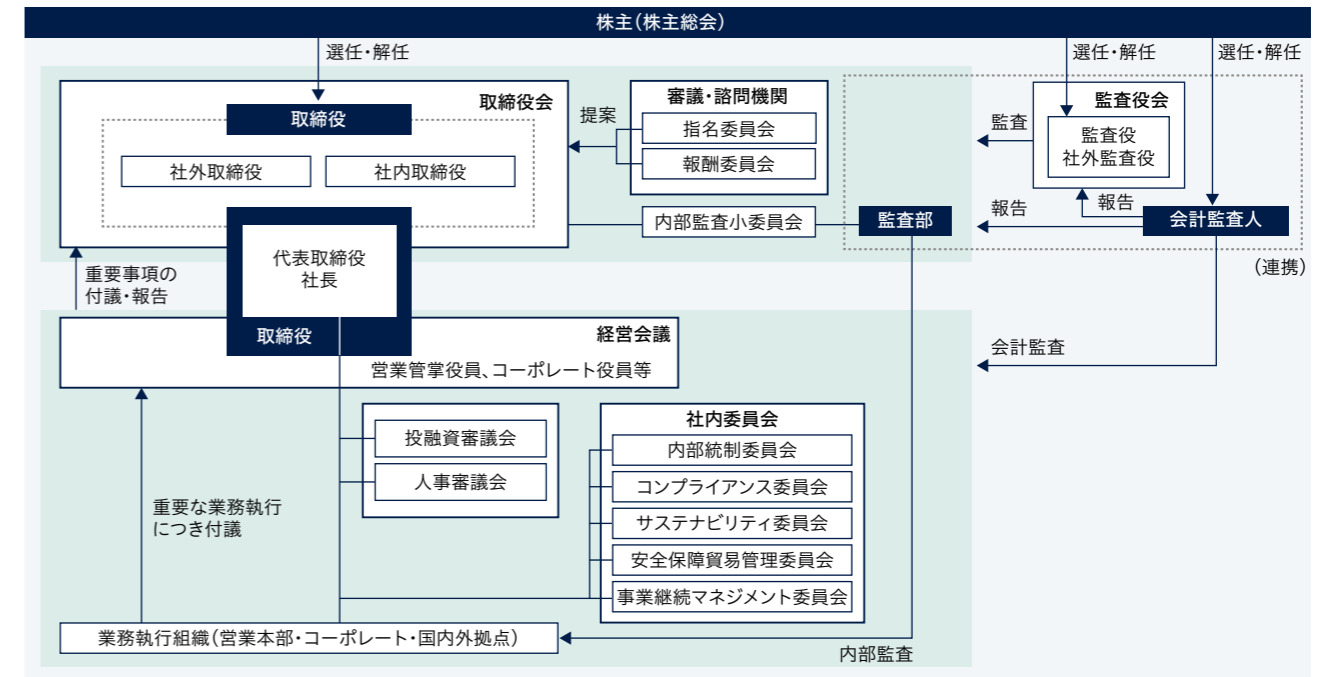 株主（株主総会）
選任・解任
選任・解任
選任・解任
取締役会
取締役
社外取締役
社内取締役
提案
審議・諮問機関
指名委員会
報酬委員会
監査役会
監査役
社外監査役
監査
報告
報告
会計監査人
内部監査小委員会
監査部
（連携）
代表取締役
社長
取締役
重要事項の
付議・報告
経営会議
営業管掌役員、コーポレート役員等
会計監査
投融資審議会
人事審議会
社内委員会
内部統制委員会
コンプライアンス委員会
サステナビリティ委員会
安全保障貿易管理委員会
事業継続マネジメント委員会
重要な業務執行
につき付議
業務執行組織（営業本部・コーポレート・国内外拠点）
内部監査